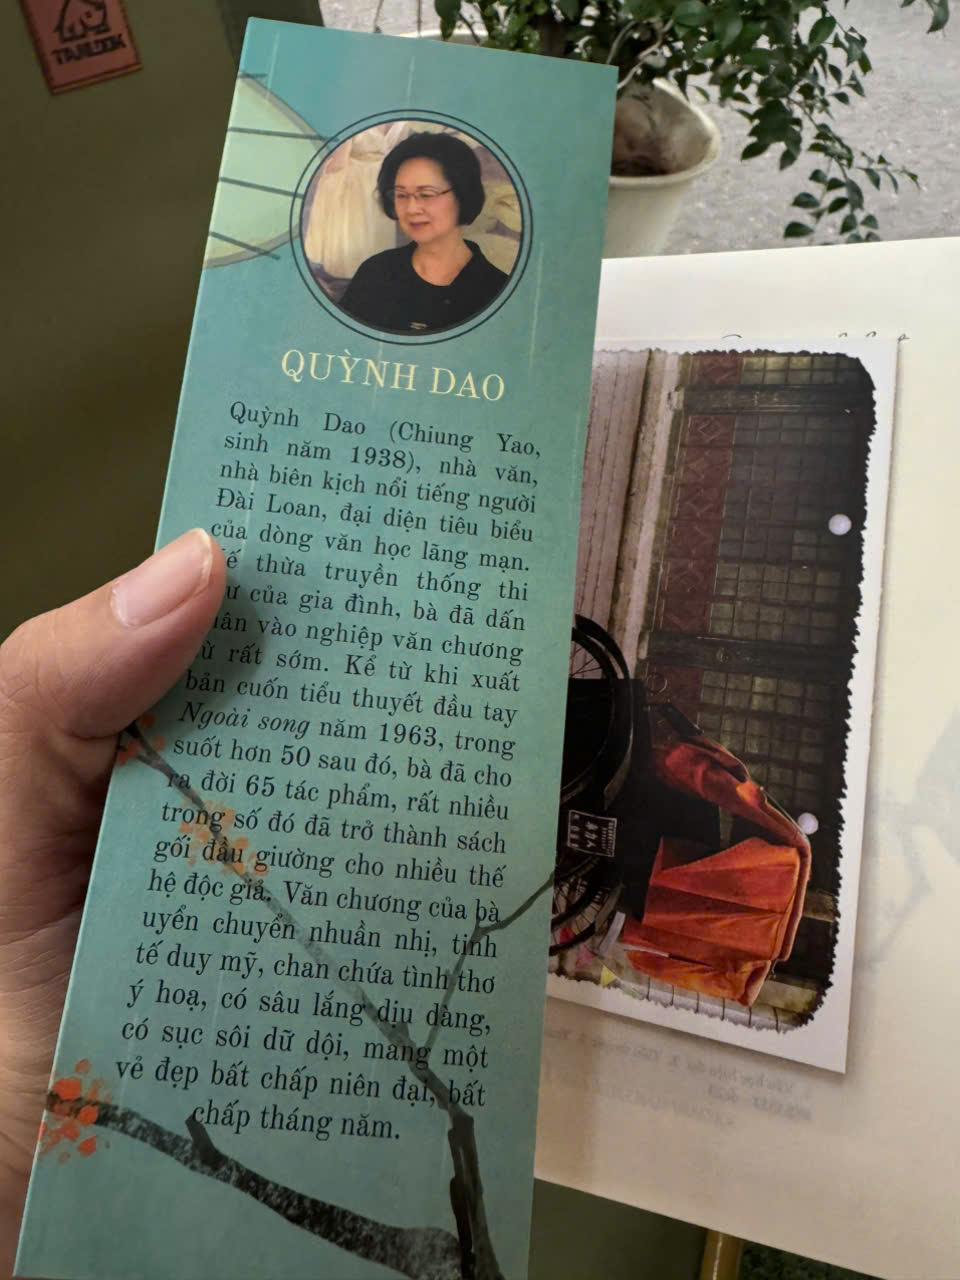 TANLOOK
QUỲNH DAO
Quỳnh Dao (Chiung Yao,
sinh năm 1938), nhà văn,
nhà biên kịch nổi tiếng người
Đài Loan, đại diện tiêu biểu
của dòng văn học lãng mạn.
thừa truyền thống thi
của gia đình, bà đã dấn
vào nghiệp văn chương
rất sớm. Kể từ khi xuất
bản cuốn tiểu thuyết đầu tay
Ngoài song năm 1963, trong
suốt hơn 50 sau đó, bà đã cho
ra đời 65 tác phẩm, rất nhiều
trong số đó đã trở thành sách
gối đầu giường cho nhiều thế
hệ độc giả. Văn chương của bà
uyển chuyển nhuần nhị, tinh
tế duy mỹ, chan chứa tình thơ
ý hoạ, có sâu lắng dịu dàng,
có sục sôi dữ dội, mang một
vẻ đẹp bất chấp niên đại, bất
chấp tháng năm.